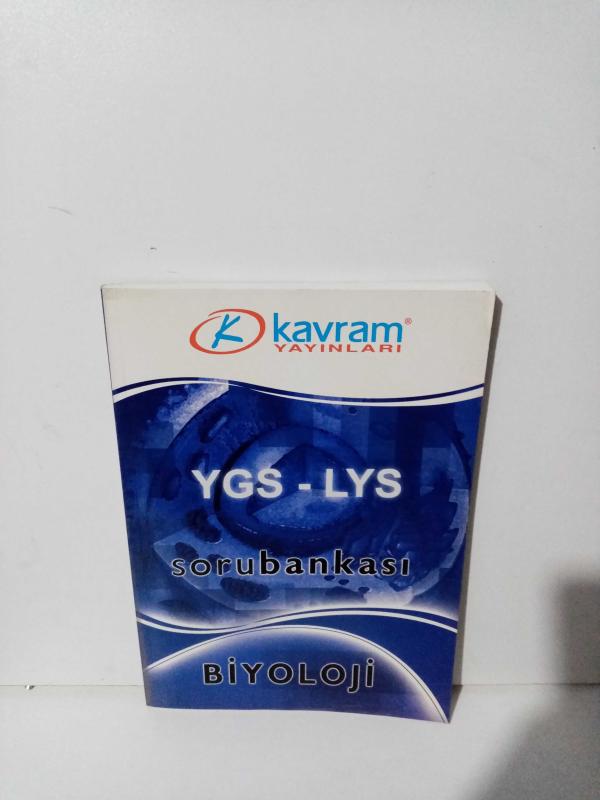 K kavram®
YAYINLARI
YGS - LYS
sorubankası
BİYOLOJİ